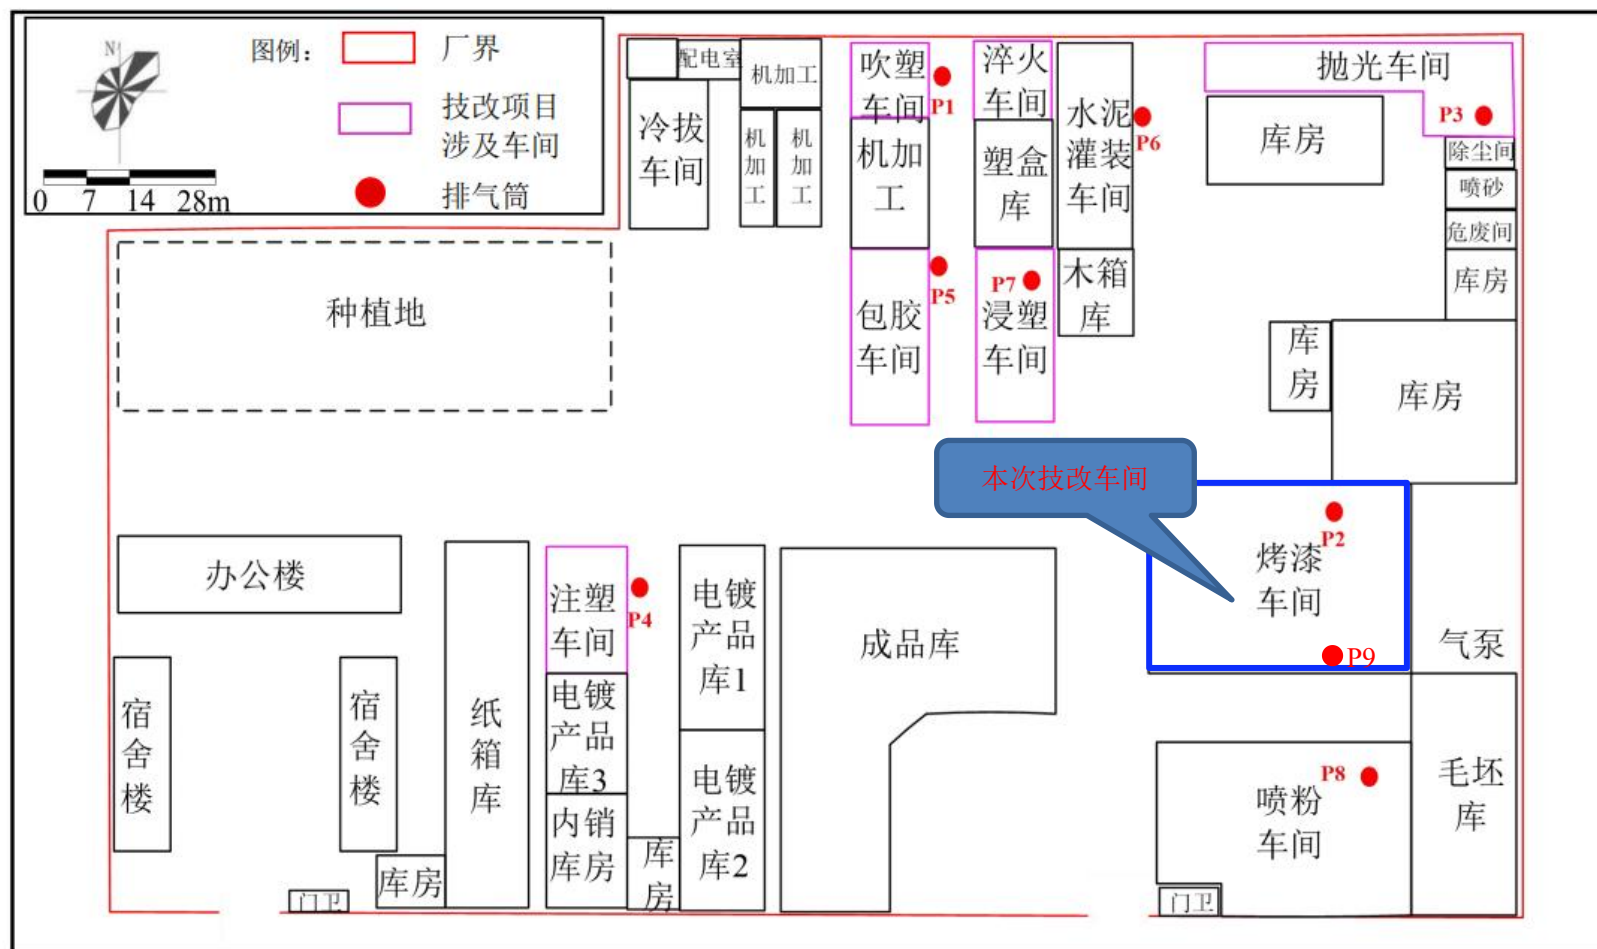 N
图例：
厂界
技改项目
涉及车间
排气筒
0 7 14 28m
配电室
机加工
冷拔
车间
机
加
工
机
加
工
吹塑
车间
P1
机加
工
P5
包胶
车间
淬火
车间
塑盒
库
P7
浸塑
车间
水泥
灌装
车间
P6
木箱
库
抛光车间
P3
库房
除尘间
喷砂
危废间
库房
库
房
库房
种植地
本次技改车间
P2
烤漆
车间
P9
气泵
办公楼
宿
舍
楼
宿
舍
楼
纸
箱
库
库房
门卫
注塑
车间
P4
电镀
产品
库3
内销
库房
库
房
电镀
产品
库1
电镀
产品
库2
成品库
P8
喷粉
车间
毛坯
库
门卫